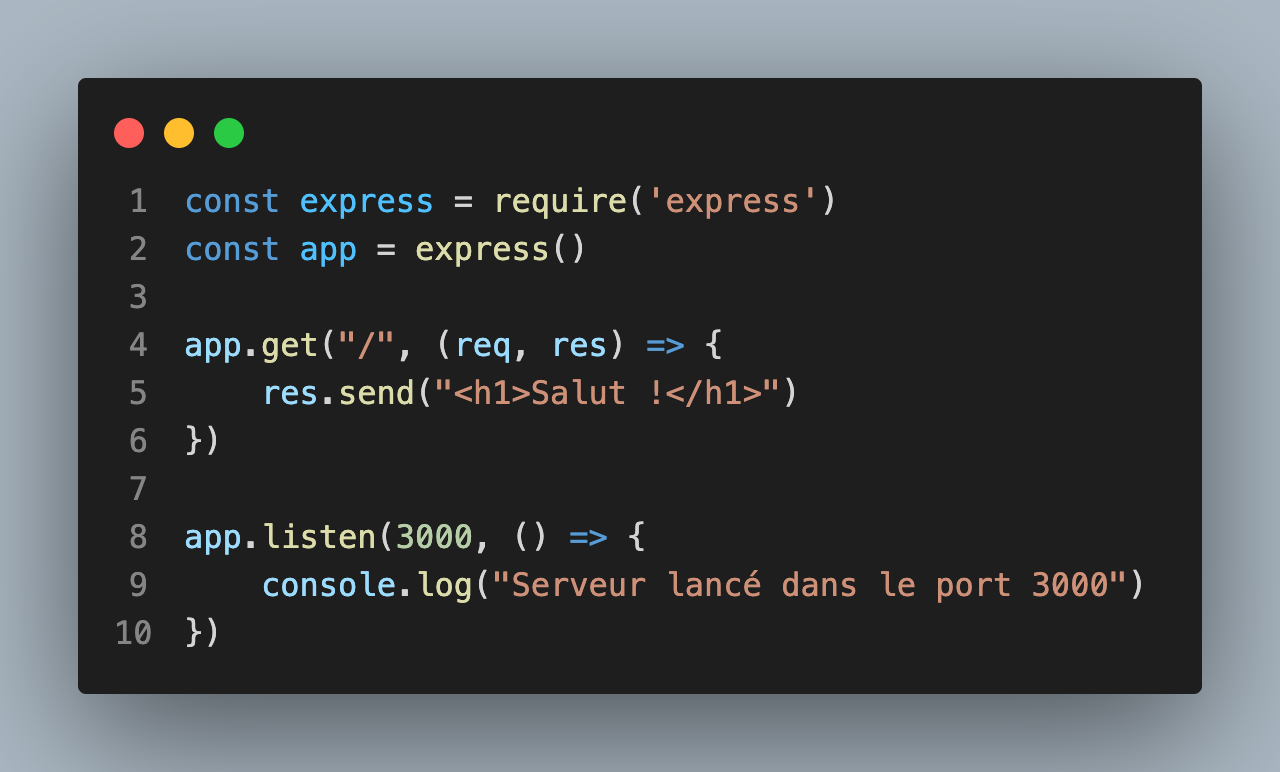 1 const express = require('express')
2 const app = express()
3
4 app.get("/", (req, res) => {
5     res.send("<h1>Salut !</h1>")
6 })
7
8 app.listen(3000, () => {
9     console.log("Serveur lancé dans le port 3000")
10 })